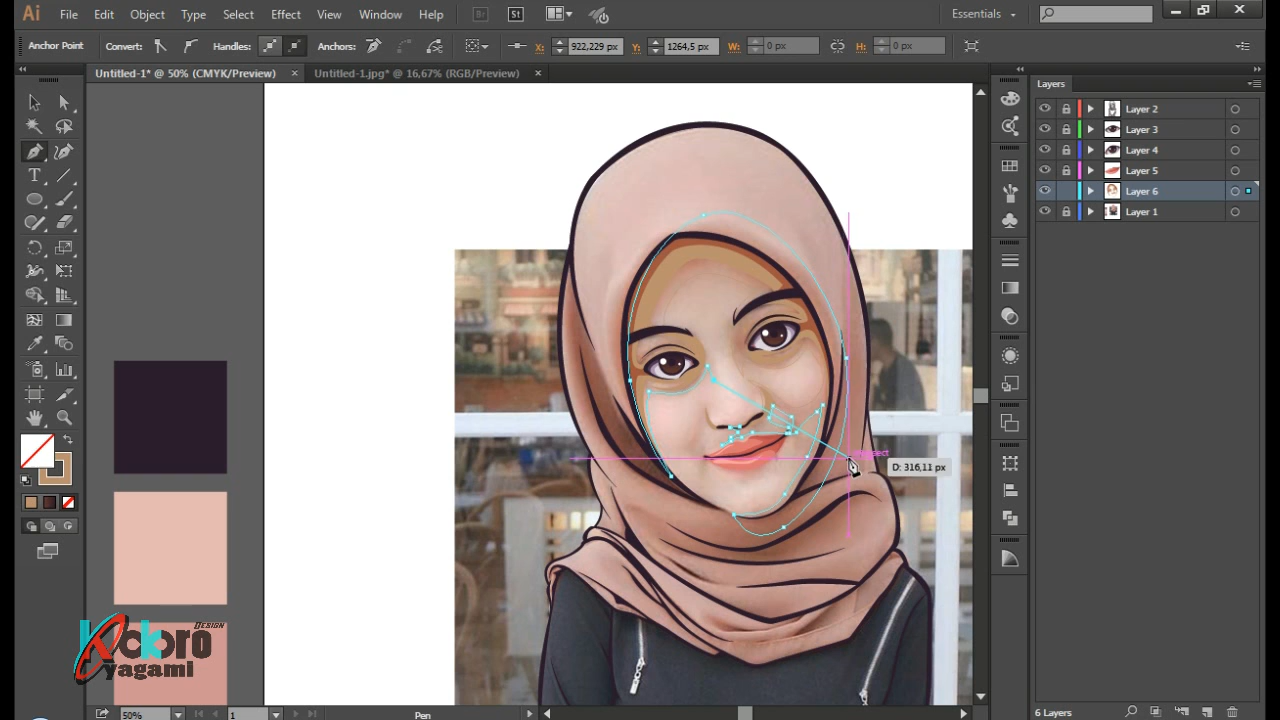 Ai File Edit Object Type Select Effect View Window Help Br St Essentials
Anchor Point Convert: Handles: Anchors: X: 922,229 px Y: 1264,5 px W: 0 px H: 0 px
Untitled-1* @ 50% (CMYK/Preview) × Untitled-1.jpg* @ 16,67% (RGB/Preview) ×
Layers
Layer 2
Layer 3
Layer 4
Layer 5
Layer 6
Layer 1
D: 316,11 px
DESIGN
Kokoro
yagami
50% 1 Pen
6 Layers